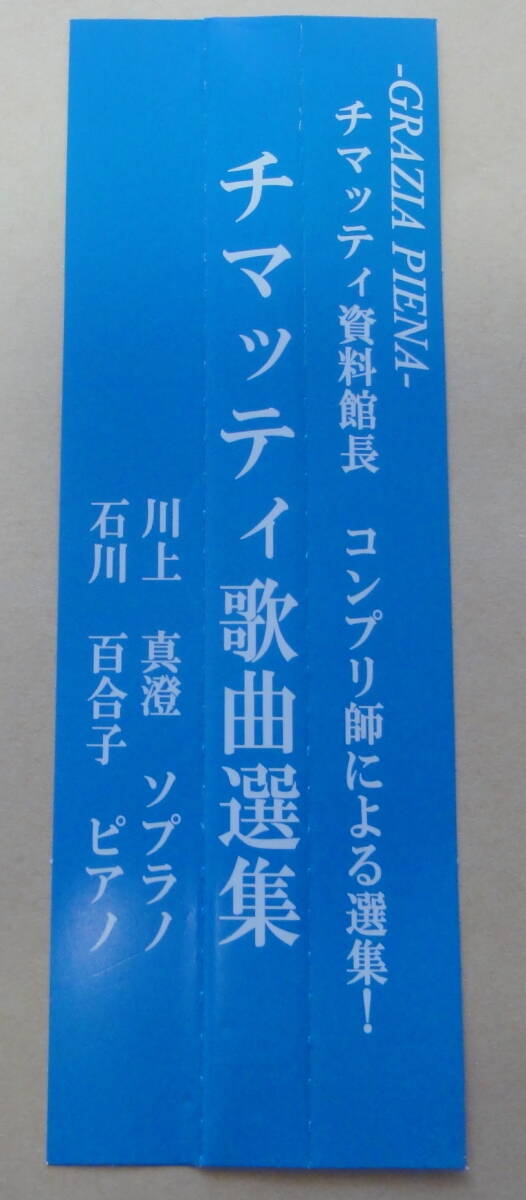 -GRAZIA PIENA-
チマッティ資料館長 コンプリ師による選集!
チマッティ歌曲選集
川上 真澄 ソプラノ
石川 百合子 ピアノ